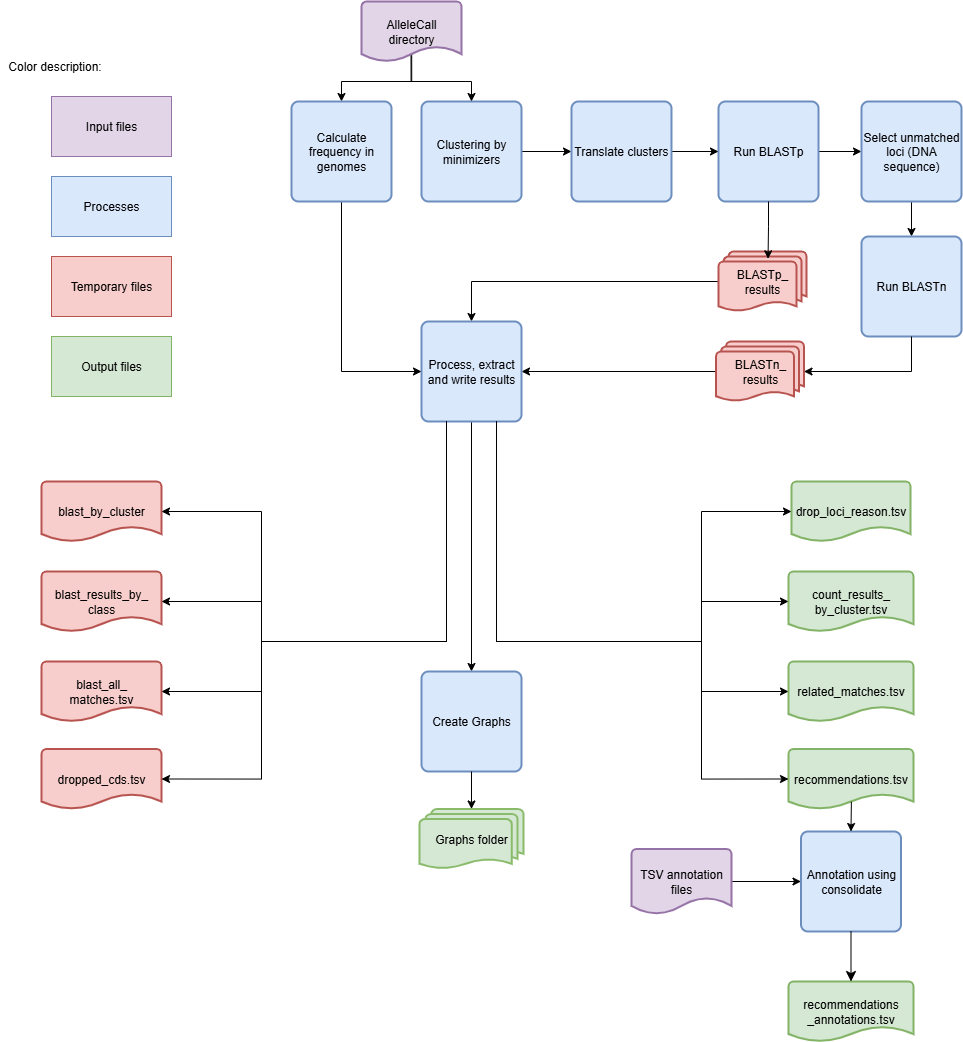 AlleleCall
directory
Color description:
Input files
Processes
Temporary files
Output files
Calculate
frequency in
genomes
Clustering by
minimizers
Translate clusters
Run BLASTp
Select unmatched
loci (DNA
sequence)
BLASTp_
results
Run BLASTn
Process, extract
and write results
BLASTn_
results
blast_by_cluster
blast_results_by_
class
blast_all_
matches.tsv
dropped_cds.tsv
Create Graphs
Graphs folder
drop_loci_reason.tsv
count_results_
by_cluster.tsv
related_matches.tsv
recommendations.tsv
TSV annotation
files
Annotation using
consolidate
recommendations
_annotations.tsv